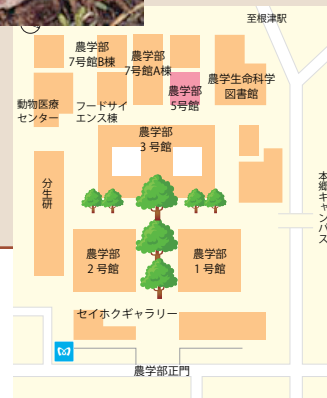 至根津駅
農学部
7号館B棟
農学部
7号館A棟
農学生命科学
図書館
農学部
5号館
動物医療
センター
フードサイ
エンス棟
農学部
3号館
分生研
本郷キャンパス
農学部
2号館
農学部
1号館
セイホクギャラリー
農学部正門